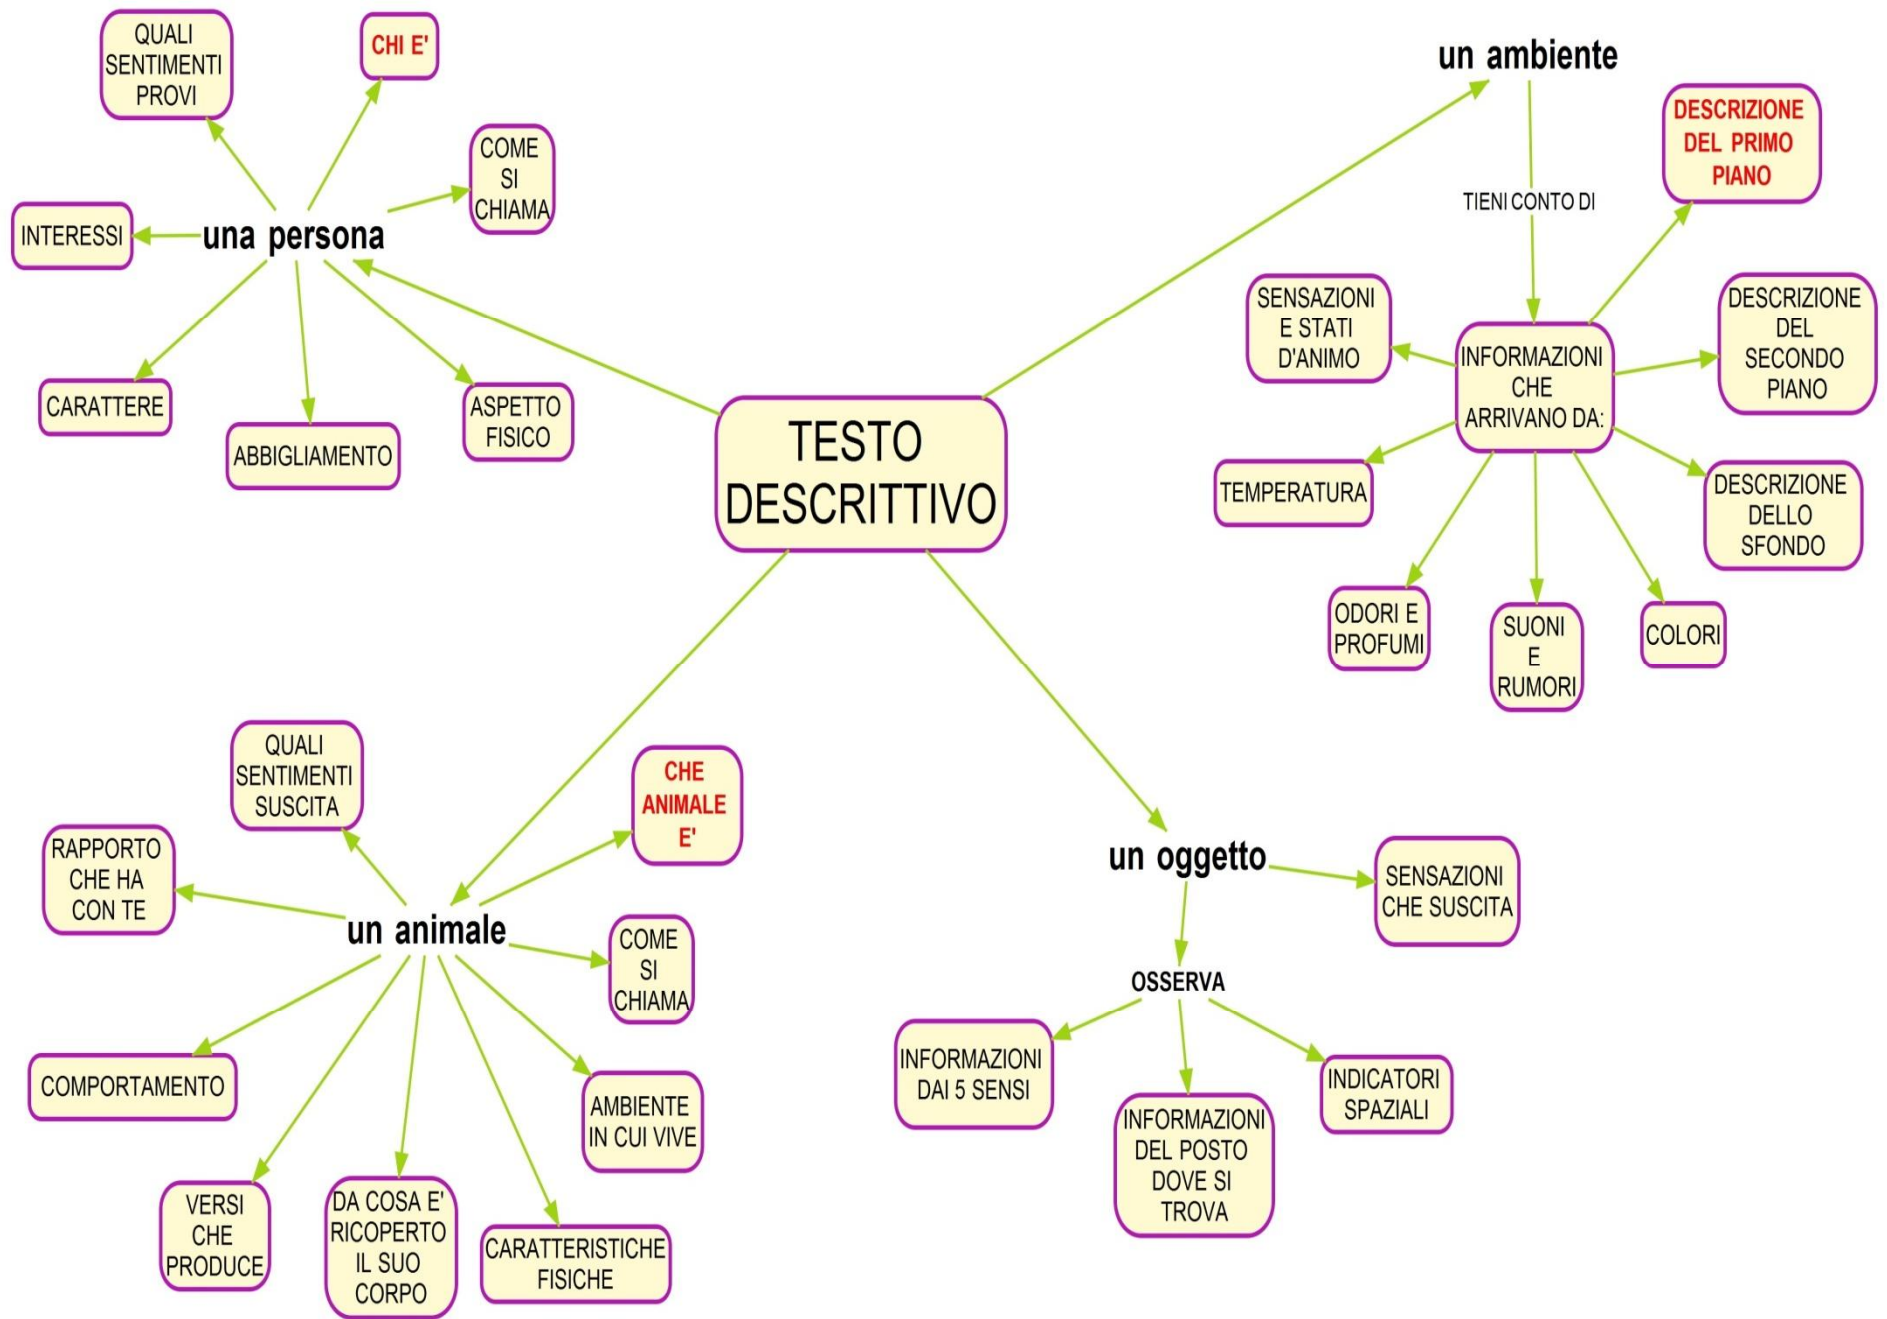 QUALI
SENTIMENTI
PROVI
CHI E'
COME
SI
CHIAMA
INTERESSI
una persona
CARATTERE
ABBIGLIAMENTO
ASPETTO
FISICO
TESTO
DESCRITTIVO
un ambiente
TIENI CONTO DI
DESCRIZIONE
DEL PRIMO
PIANO
SENSAZIONI
E STATI
D'ANIMO
INFORMAZIONI
CHE
ARRIVANO DA:
DESCRIZIONE
DEL
SECONDO
PIANO
TEMPERATURA
DESCRIZIONE
DELLO
SFONDO
ODORI E
PROFUMI
SUONI
E
RUMORI
COLORI
QUALI
SENTIMENTI
SUSCITA
CHE
ANIMALE
E'
RAPPORTO
CHE HA
CON TE
un animale
COME
SI
CHIAMA
COMPORTAMENTO
AMBIENTE
IN CUI VIVE
VERSI
CHE
PRODUCE
DA COSA E'
RICOPERTO
IL SUO
CORPO
CARATTERISTICHE
FISICHE
un oggetto
SENSAZIONI
CHE SUSCITA
OSSERVA
INFORMAZIONI
DAI 5 SENSI
INFORMAZIONI
DEL POSTO
DOVE SI
TROVA
INDICATORI
SPAZIALI